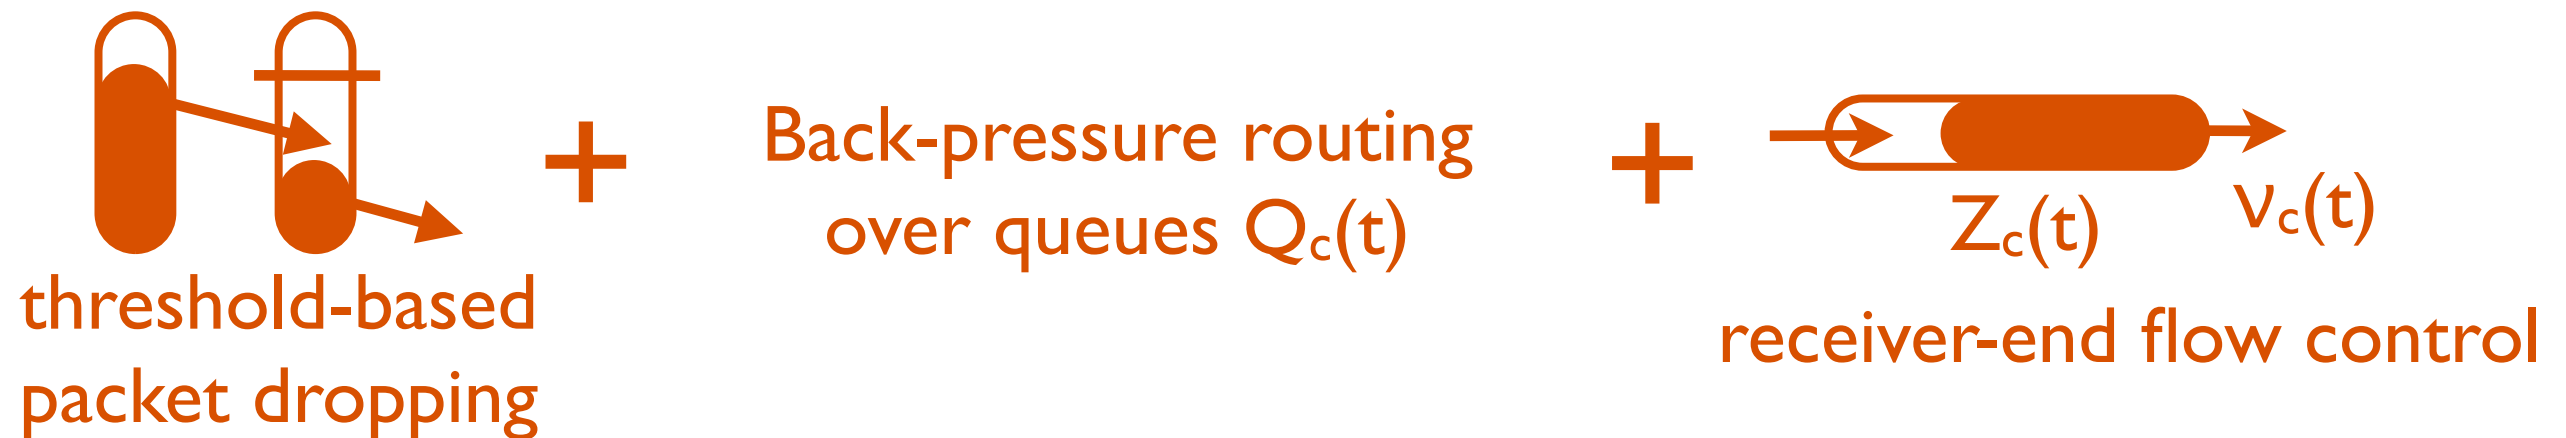 threshold-based
packet dropping
+
Back-pressure routing
over queues Qc(t)
+
Zc(t)
νc(t)
receiver-end flow control